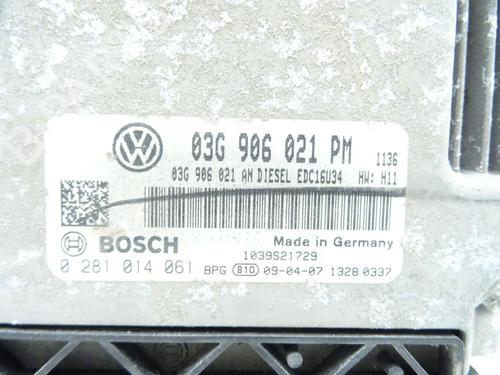 03G 906 021 PM 1136
03G 906 021 AN DIESEL EDC16U34 HW: H11
BOSCH
Made in Germany
1039S21729
0 281 014 061 BPG 810 09-04-07 1328 0337